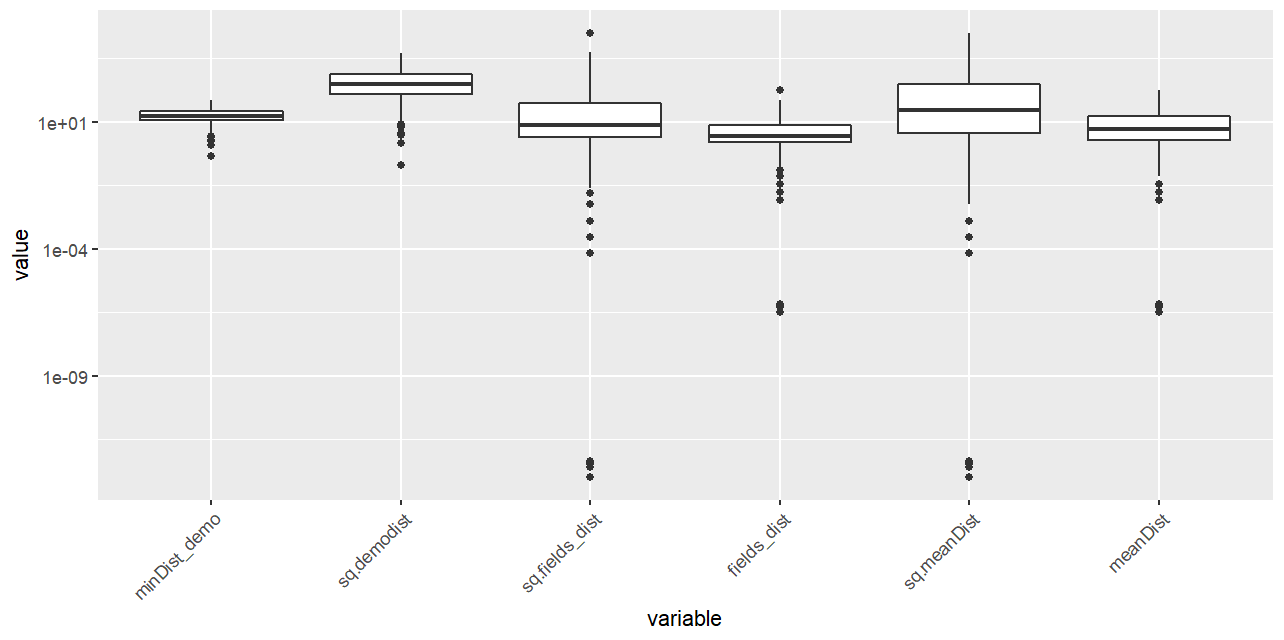 value
1e+01
1e-04
1e-09
minDist_demo
sq.demodist
sq.fields_dist
fields_dist
sq.meanDist
meanDist
variable